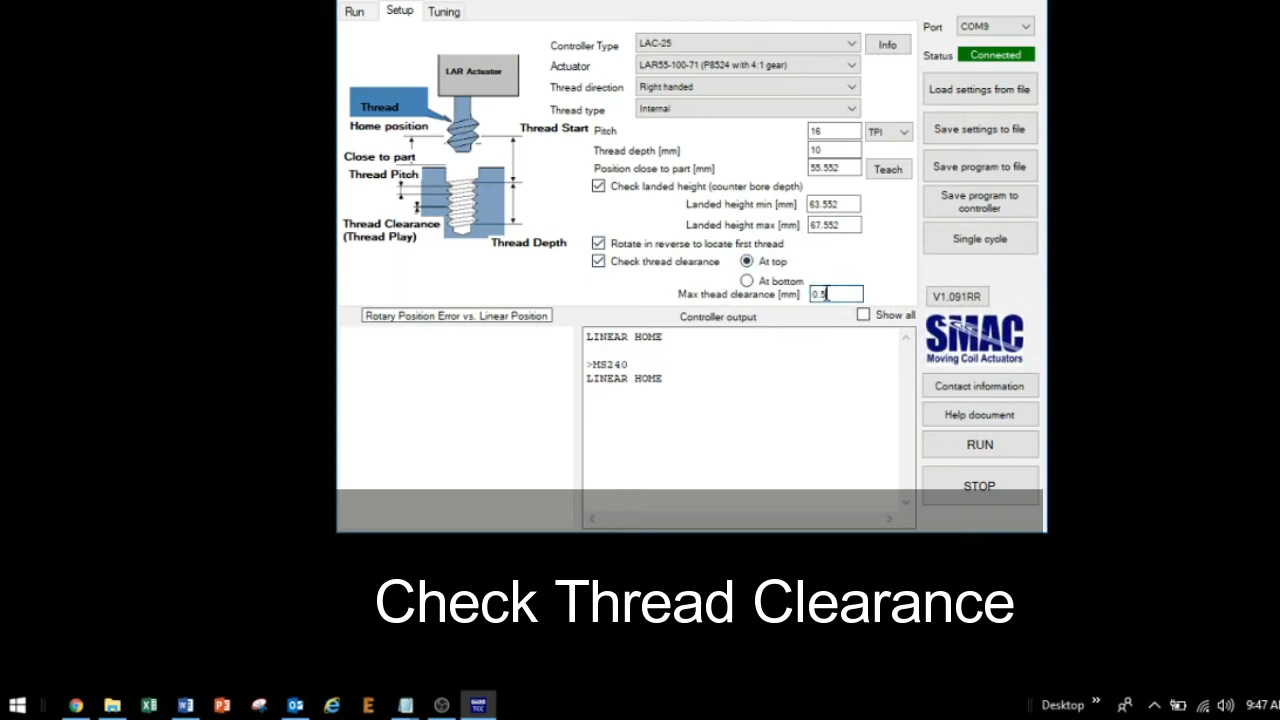 Run Setup Tuning
Port COM9
Status Connected
Controller Type LAC-25 Info
Actuator LAR55-100-71 (P8524 with 4:1 gear)
Thread direction Right handed
Thread type Internal
LAR Actuator
Thread
Home position
Close to part
Thread Pitch
Thread Clearance
(Thread Play)
Thread Start
Thread Depth
Pitch 16 TPI
Thread depth [mm] 10
Position close to part [mm] 55.552 Teach
Check landed height (counter bore depth)
Landed height min [mm] 63.552
Landed height max [mm] 67.552
Rotate in reverse to locate first thread
Check thread clearance At top
At bottom
Max thead clearance [mm] 0.5
Load settings from file
Save settings to file
Save program to file
Save program to
controller
Single cycle
V1.091RR
SMAC
Moving Coil Actuators
Rotary Position Error vs. Linear Position
Controller output Show all
LINEAR HOME
>MS240
LINEAR HOME
Contact information
Help document
RUN
STOP
Check Thread Clearance
Desktop 9:47